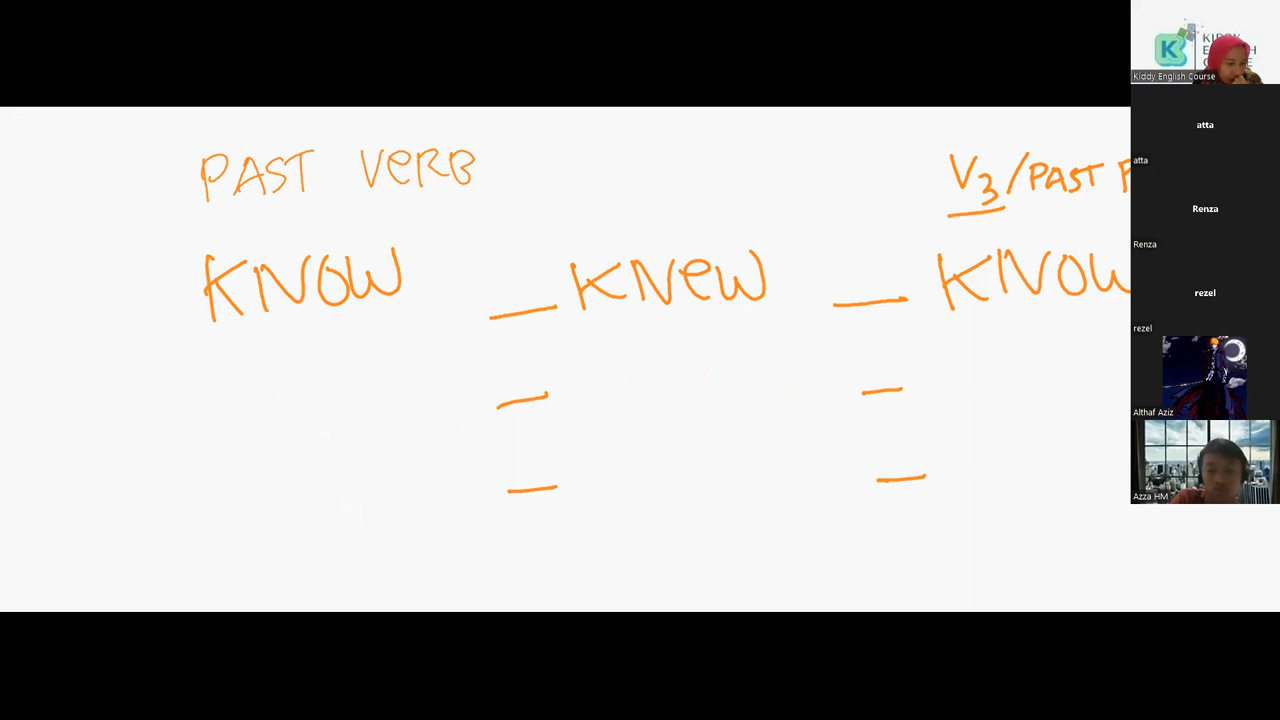 PAST VERB
V3/PAST
KNOW — KNEW — KNOW
— —
— —
K
Kiddy English Course
atta
atta
Renza
Renza
rezel
rezel
Althaf Aziz
Azza HM